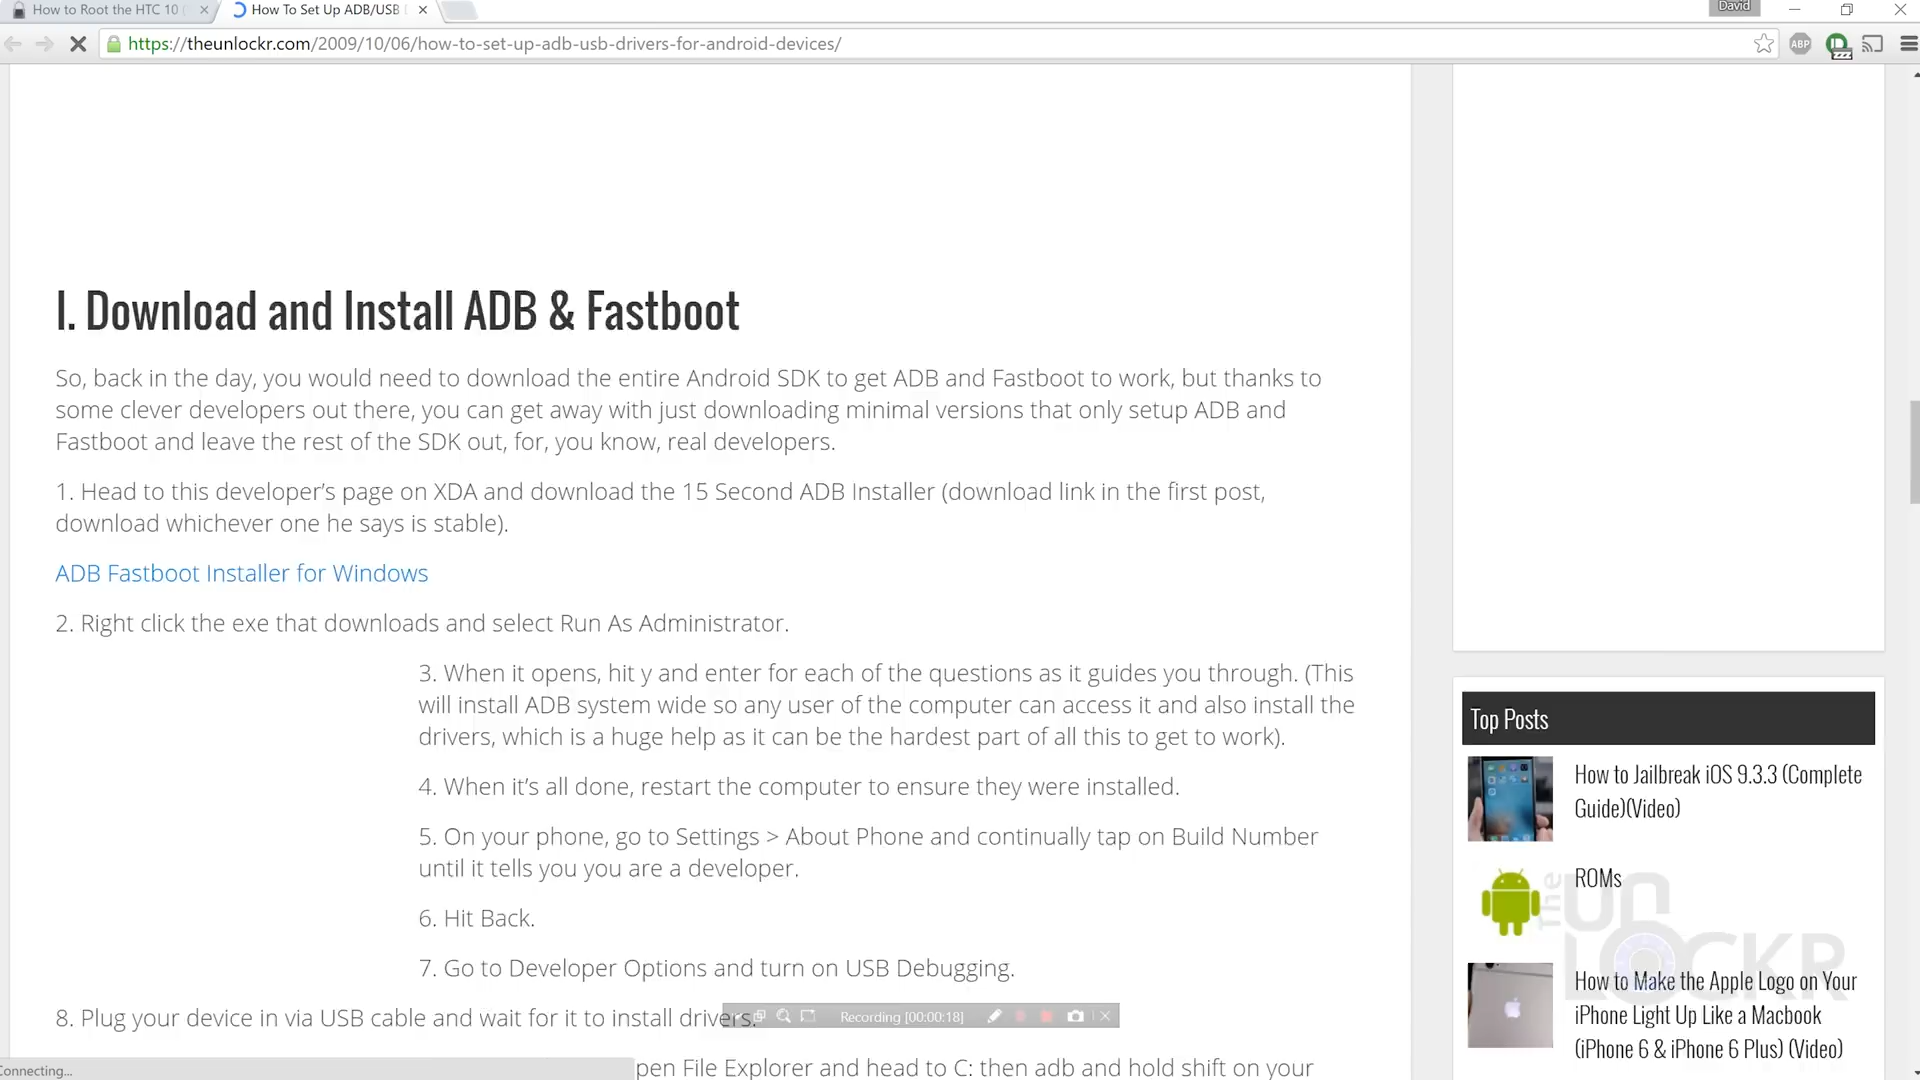 How to Root the HTC 10 (
How To Set Up ADB/USB
David
https://theunlockr.com/2009/10/06/how-to-set-up-adb-usb-drivers-for-android-devices/
ABP
I. Download and Install ADB & Fastboot
So, back in the day, you would need to download the entire Android SDK to get ADB and Fastboot to work, but thanks to
some clever developers out there, you can get away with just downloading minimal versions that only setup ADB and
Fastboot and leave the rest of the SDK out, for, you know, real developers.
1. Head to this developer’s page on XDA and download the 15 Second ADB Installer (download link in the first post,
download whichever one he says is stable).
ADB Fastboot Installer for Windows
2. Right click the exe that downloads and select Run As Administrator.
3. When it opens, hit y and enter for each of the questions as it guides you through. (This
will install ADB system wide so any user of the computer can access it and also install the
drivers, which is a huge help as it can be the hardest part of all this to get to work).
4. When it’s all done, restart the computer to ensure they were installed.
5. On your phone, go to Settings > About Phone and continually tap on Build Number
until it tells you you are a developer.
6. Hit Back.
7. Go to Developer Options and turn on USB Debugging.
8. Plug your device in via USB cable and wait for it to install drivers.
Recording [00:00:18]
pen File Explorer and head to C: then adb and hold shift on your
Connecting...
Top Posts
How to Jailbreak iOS 9.3.3 (Complete
Guide)(Video)
ROMs
How to Make the Apple Logo on Your
iPhone Light Up Like a Macbook
(iPhone 6 & iPhone 6 Plus) (Video)
The
UN
LOCKR